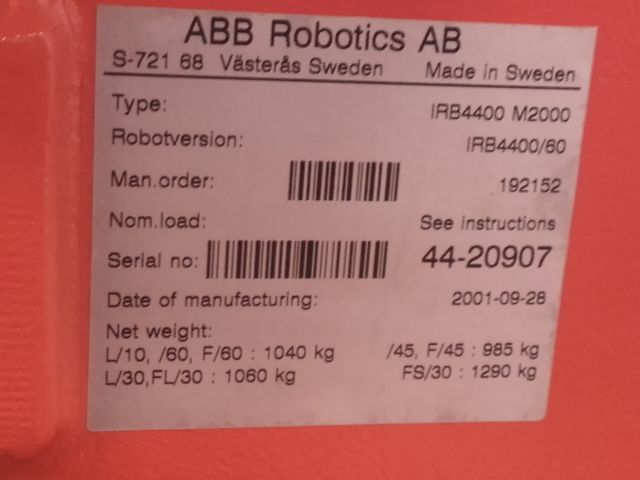 ABB Robotics AB
S-721 68 Västerås Sweden Made in Sweden
Type: IRB4400 M2000
Robotversion: IRB4400/60
Man.order: 192152
Nom.load: See instructions
Serial no: 44-20907
Date of manufacturing: 2001-09-28
Net weight:
L/10, /60, F/60 : 1040 kg /45, F/45 : 985 kg
L/30,FL/30 : 1060 kg FS/30 : 1290 kg